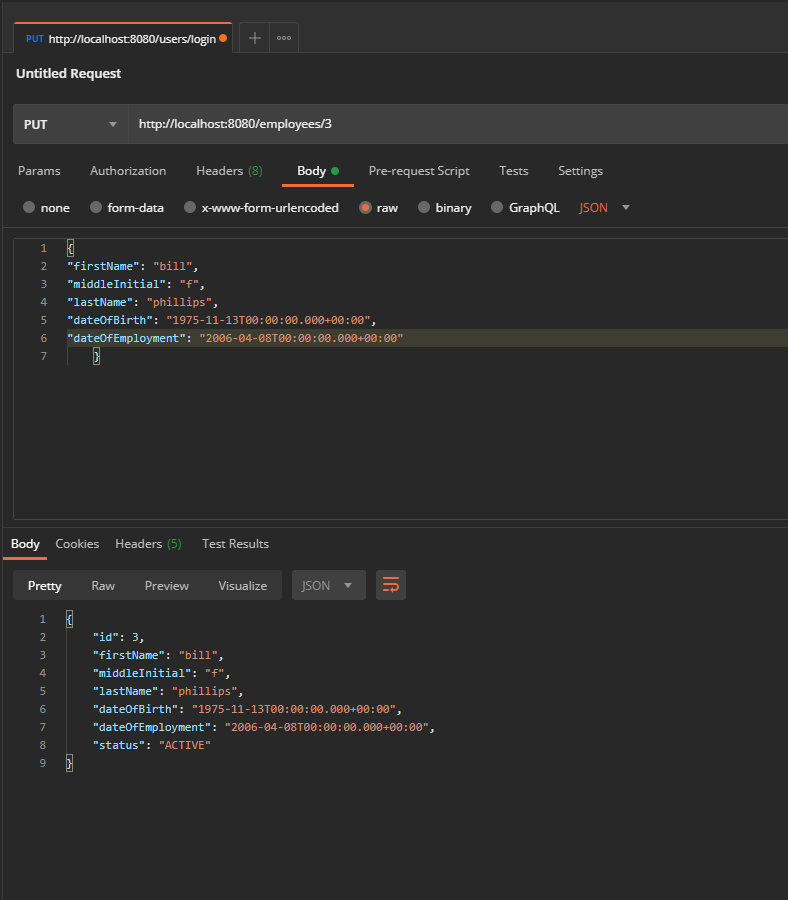 PUT http://localhost:8080/users/login
Untitled Request
PUT http://localhost:8080/employees/3
Params Authorization Headers (8) Body Pre-request Script Tests Settings
none form-data x-www-form-urlencoded raw binary GraphQL JSON
1 {
2 "firstName": "bill",
3 "middleInitial": "f",
4 "lastName": "phillips",
5 "dateOfBirth": "1975-11-13T00:00:00.000+00:00",
6 "dateOfEmployment": "2006-04-08T00:00:00.000+00:00"
7 }
Body Cookies Headers (5) Test Results
Pretty Raw Preview Visualize JSON
1 {
2 "id": 3,
3 "firstName": "bill",
4 "middleInitial": "f",
5 "lastName": "phillips",
6 "dateOfBirth": "1975-11-13T00:00:00.000+00:00",
7 "dateOfEmployment": "2006-04-08T00:00:00.000+00:00",
8 "status": "ACTIVE"
9 }